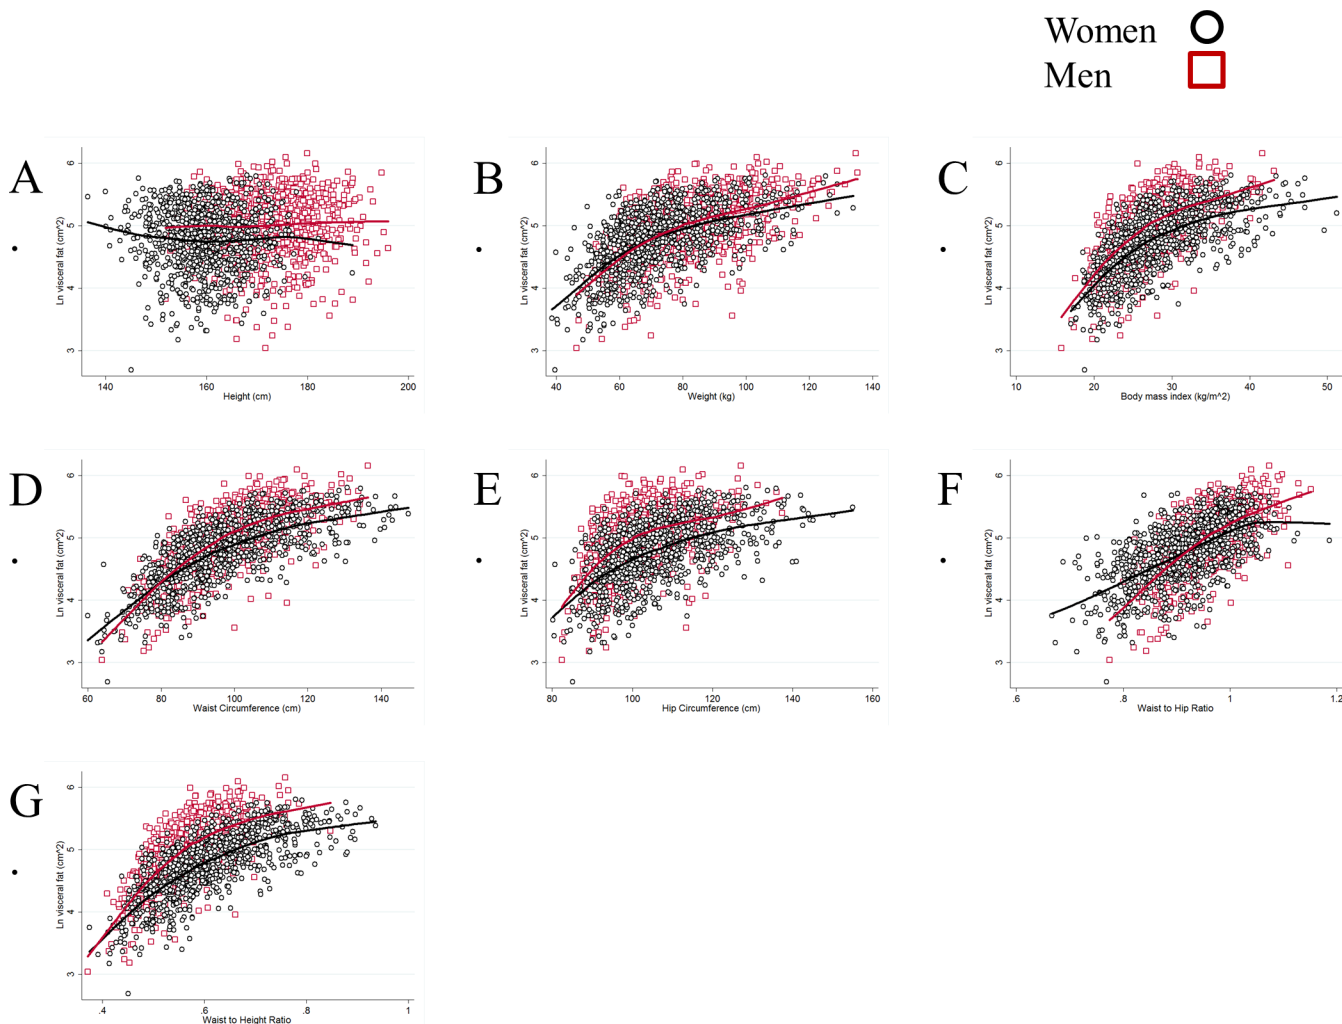 Women
Men
A
.
Ln visceral fat (cm^2)
6
5
4
3
140 160 180 200
Height (cm)
B
.
Ln visceral fat (cm^2)
6
5
4
3
40 60 80 100 120 140
Weight (kg)
C
.
Ln visceral fat (cm^2)
6
5
4
3
10 20 30 40 50
Body mass index (kg/m^2)
D
.
Ln visceral fat (cm^2)
6
5
4
3
60 80 100 120 140
Waist Circumference (cm)
E
.
Ln visceral fat (cm^2)
6
5
4
3
80 100 120 140 160
Hip Circumference (cm)
F
.
Ln visceral fat (cm^2)
6
5
4
3
.6 .8 1 1.2
Waist to Hip Ratio
G
.
Ln visceral fat (cm^2)
6
5
4
3
.4 .6 .8 1
Waist to Height Ratio